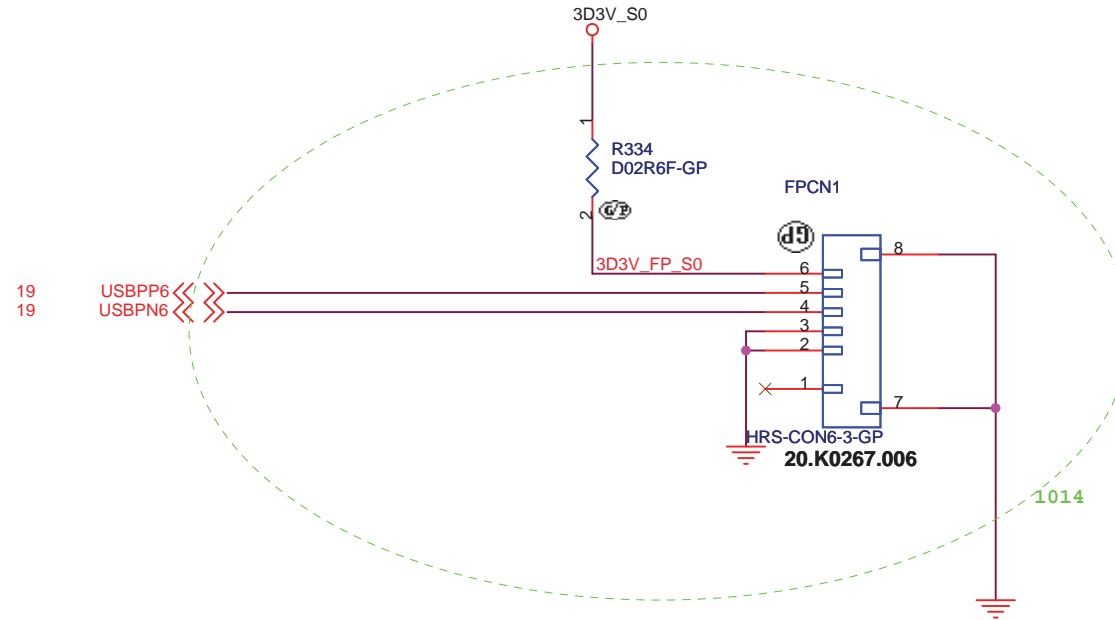 3D3V_S0
1
R334
D02R6F-GP
2
G/P
FPCN1
GP
8
3D3V_FP_S0
6
19 USBPP6 5
19 USBPN6 4
3
2
1
7
HRS-CON6-3-GP
20.K0267.006
1014